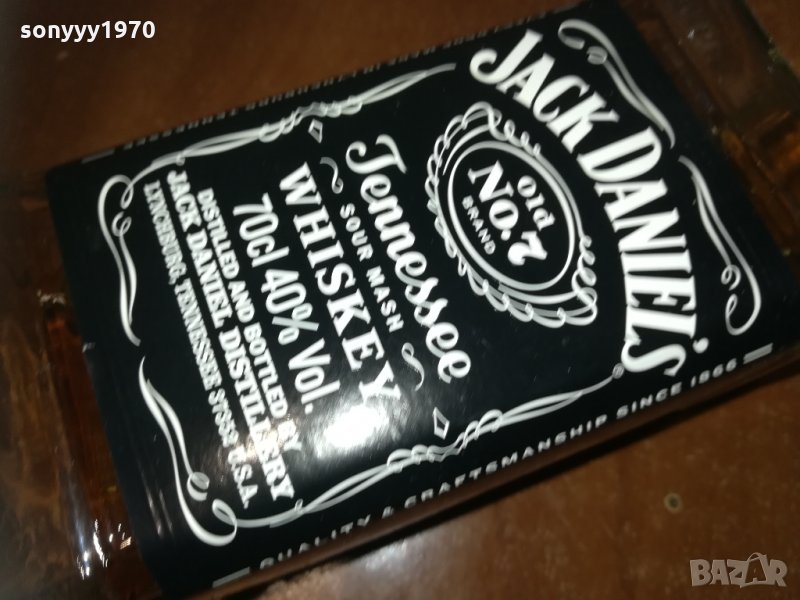 sonyyy1970
JACK DANIEL'S
Old
No. 7
BRAND
Tennessee
SOUR MASH
WHISKEY
70cl 40% Vol.
DISTILLED AND BOTTLED BY
JACK DANIEL DISTILLERY
LYNCHBURG, TENNESSEE 37352 U.S.A.
QUALITY & CRAFTSMANSHIP SINCE 1866
BAZAR